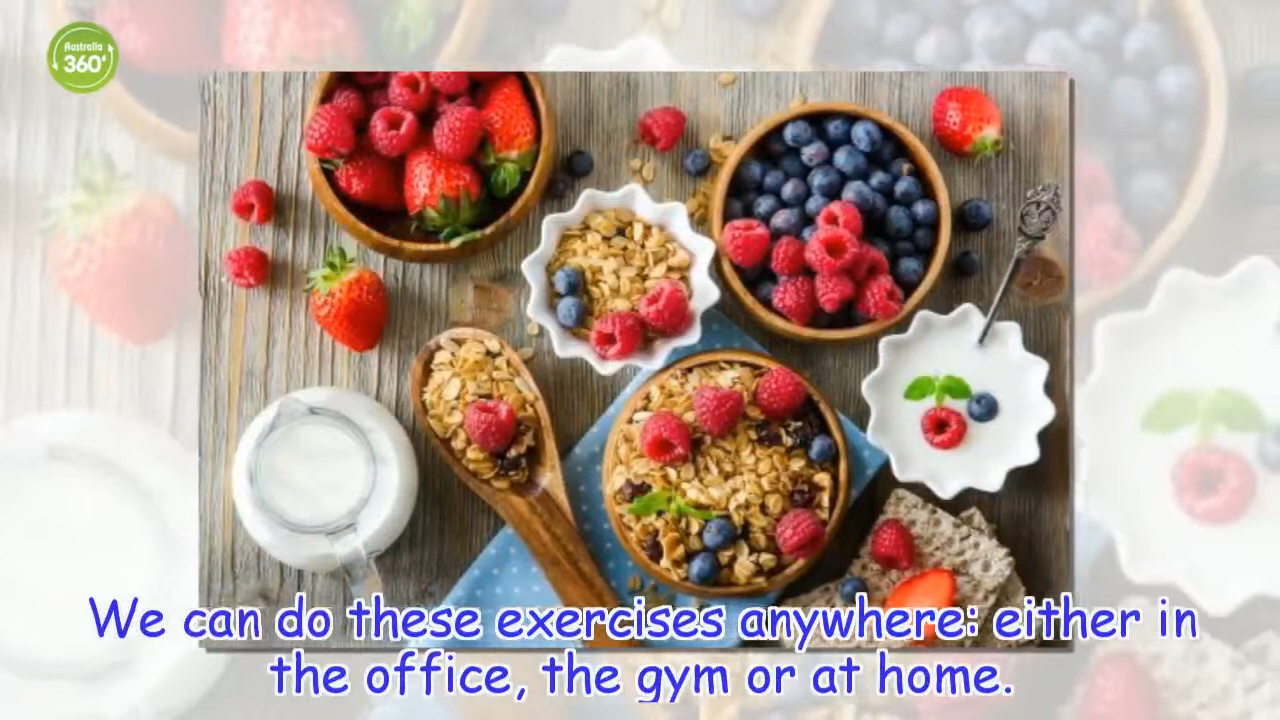 Australia
360°
We can do these exercises anywhere: either in
the office, the gym or at home.